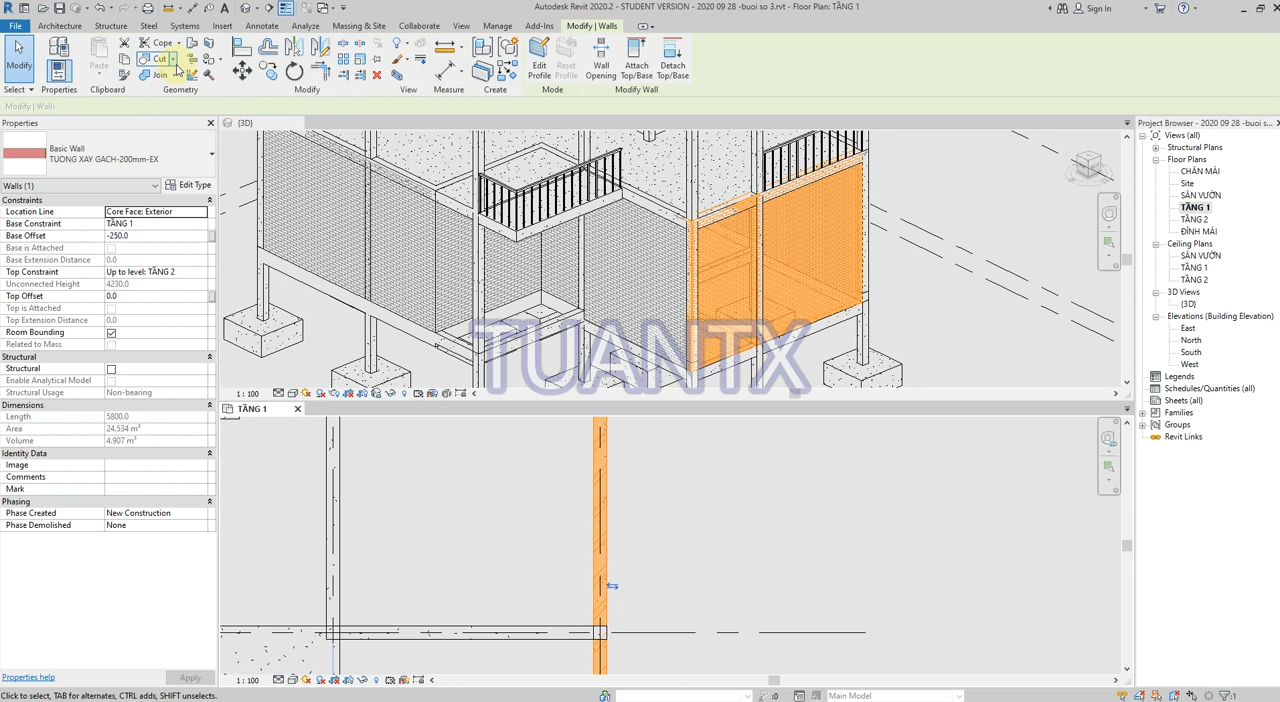 Autodesk Revit 2020.2 - STUDENT VERSION - 2020 09 28 -buoi so 3.rvt - Floor Plan: TẦNG 1
Sign In
File Architecture Structure Steel Systems Insert Annotate Analyze Massing & Site Collaborate View Manage Add-Ins Modify | Walls
Modify
Properties
Paste
Cope
Cut
Join
Edit Profile
Reset Profile
Wall Opening
Attach Top/Base
Detach Top/Base
Select Properties Clipboard Geometry Modify View Measure Create Mode Modify Wall
Modify | Walls
Properties
Basic Wall
TUONG XAY GACH-200mm-EX
Walls (1)
Edit Type
Constraints
Location Line Core Face: Exterior
Base Constraint TẦNG 1
Base Offset -250.0
Base is Attached
Base Extension Distance 0.0
Top Constraint Up to level: TẦNG 2
Unconnected Height 4230.0
Top Offset 0.0
Top is Attached
Top Extension Distance 0.0
Room Bounding
Related to Mass
Structural
Structural
Enable Analytical Model
Structural Usage Non-bearing
Dimensions
Length 5800.0
Area 24.534 m²
Volume 4.907 m³
Identity Data
Image
Comments
Mark
Phasing
Phase Created New Construction
Phase Demolished None
Properties help
Apply
{3D}
TUANTX
1 : 100
TẦNG 1
1 : 100
Project Browser - 2020 09 28 -buoi s
Views (all)
Structural Plans
Floor Plans
CHÂN MÁI
Site
SÂN VƯỜN
TẦNG 1
TẦNG 2
ĐỈNH MÁI
Ceiling Plans
SÂN VƯỜN
TẦNG 1
TẦNG 2
3D Views
{3D}
Elevations (Building Elevation)
East
North
South
West
Legends
Schedules/Quantities (all)
Sheets (all)
Families
Groups
Revit Links
Click to select, TAB for alternates, CTRL adds, SHIFT unselects.
:0
Main Model
:1